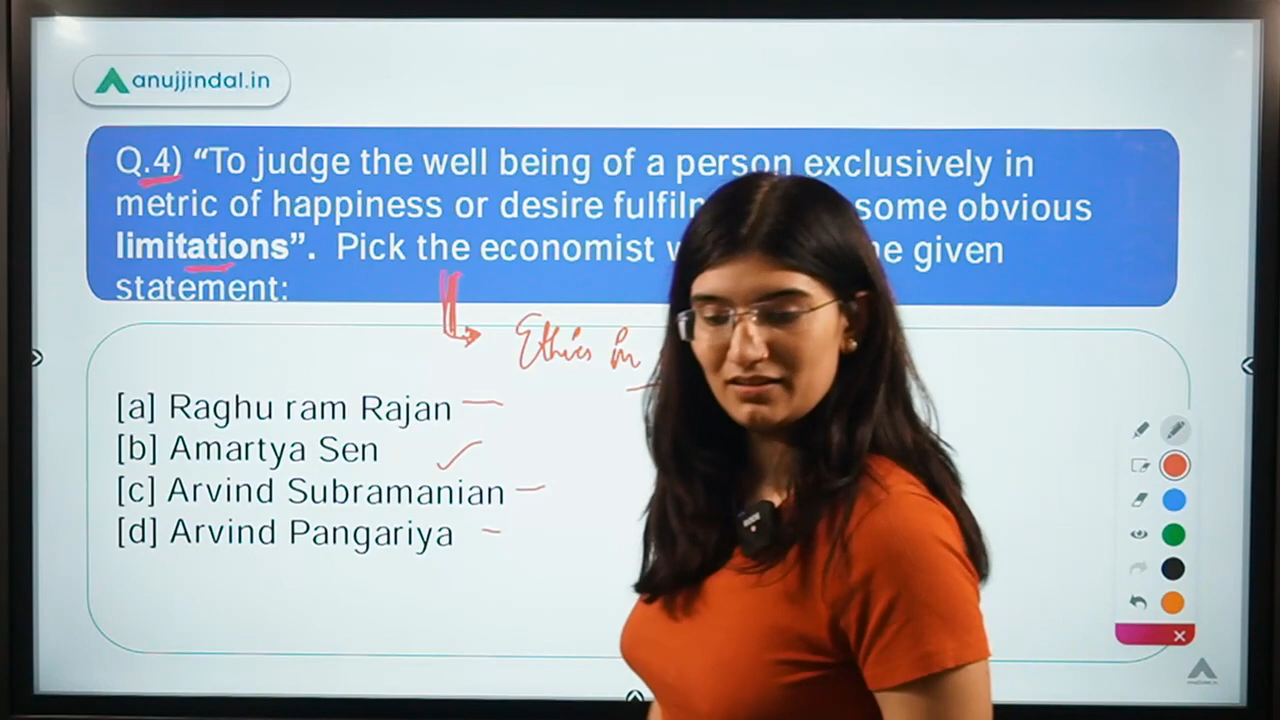 anujjindal.in
Q.4) “To judge the well being of a person exclusively in
metric of happiness or desire some obvious
limitations”. Pick the economist given
statement:
Ethics in
[a] Raghu ram Rajan
[b] Amartya Sen
[c] Arvind Subramanian
[d] Arvind Pangariya